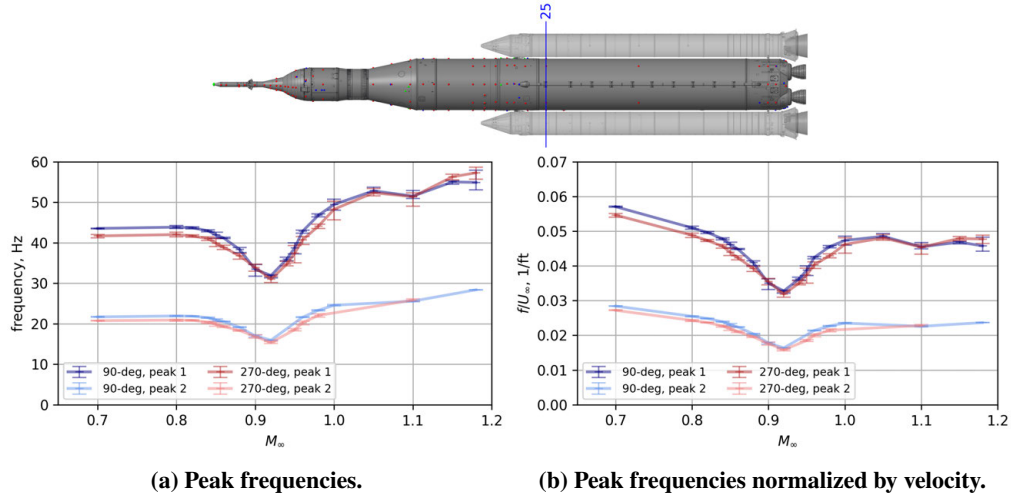 25
60
50
40
30
20
10
0
frequency, Hz
90-deg, peak 1
90-deg, peak 2
270-deg, peak 1
270-deg, peak 2
0.7
0.8
0.9
1.0
1.1
1.2
M∞
(a) Peak frequencies.
0.07
0.06
0.05
0.04
0.03
0.02
0.01
0.00
f/U∞, 1/ft
90-deg, peak 1
90-deg, peak 2
270-deg, peak 1
270-deg, peak 2
0.7
0.8
0.9
1.0
1.1
1.2
M∞
(b) Peak frequencies normalized by velocity.